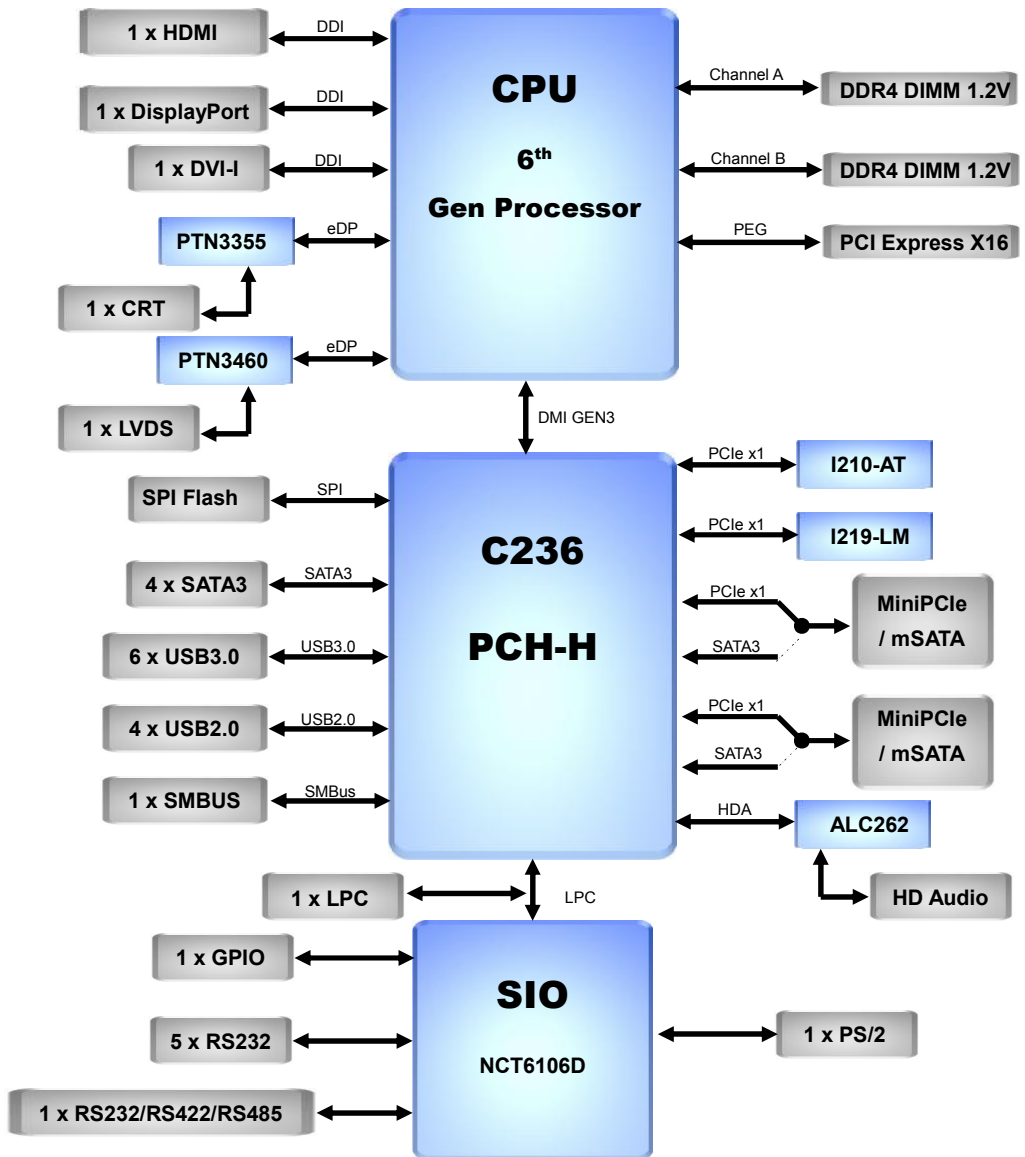 1 x HDMI
DDI
1 x DisplayPort
DDI
1 x DVI-I
DDI
PTN3355
eDP
1 x CRT
PTN3460
eDP
1 x LVDS
CPU
6th
Gen Processor
Channel A
DDR4 DIMM 1.2V
Channel B
DDR4 DIMM 1.2V
PEG
PCI Express X16
DMI GEN3
SPI Flash
SPI
4 x SATA3
SATA3
6 x USB3.0
USB3.0
4 x USB2.0
USB2.0
1 x SMBUS
SMBus
C236
PCH-H
PCIe x1
I210-AT
PCIe x1
I219-LM
PCIe x1
SATA3
MiniPCIe
/ mSATA
PCIe x1
SATA3
MiniPCIe
/ mSATA
HDA
ALC262
HD Audio
1 x LPC
LPC
1 x GPIO
5 x RS232
1 x RS232/RS422/RS485
SIO
NCT6106D
1 x PS/2